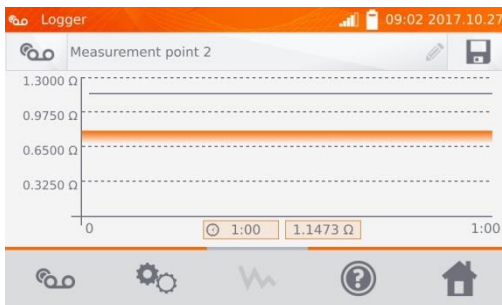 Logger 09:02 2017.10.27
Measurement point 2
1.3000 Ω
0.9750 Ω
0.6500 Ω
0.3250 Ω
0 1:00 1.1473 Ω 1:00